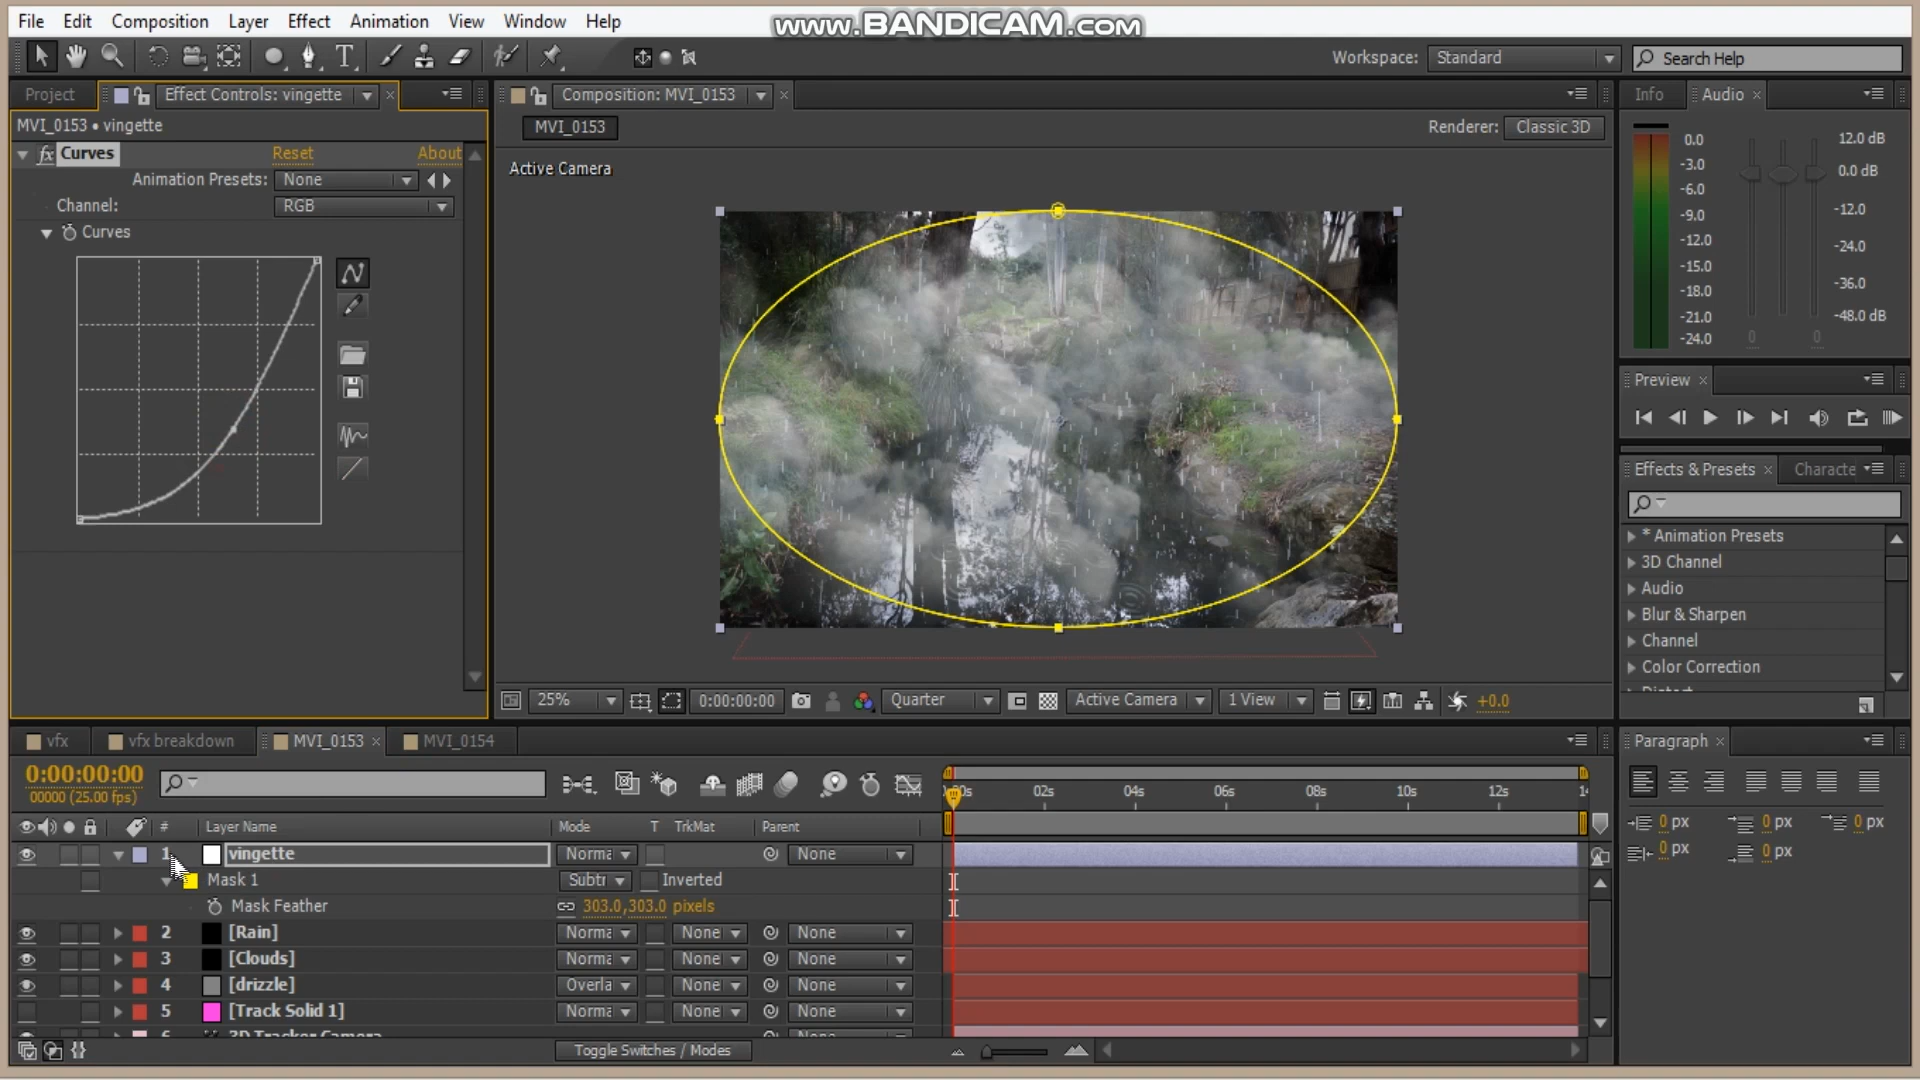 File Edit Composition Layer Effect Animation View Window Help
www.BANDICAM.com
Workspace: Standard Search Help
Project Effect Controls: vingette
Composition: MVI_0153
Info Audio
MVI_0153 • vingette
MVI_0153
Renderer: Classic 3D
fx Curves Reset About
Active Camera
Animation Presets: None
Channel: RGB
Curves
0.0
-3.0
-6.0
-9.0
-12.0
-15.0
-18.0
-21.0
-24.0
0 0
12.0 dB
0.0 dB
-12.0
-24.0
-36.0
-48.0 dB
Preview
Effects & Presets Characte
* Animation Presets
3D Channel
Audio
Blur & Sharpen
Channel
Color Correction
25% 0:00:00:00 Quarter Active Camera 1 View +0.0
vfx vfx breakdown MVI_0153 MVI_0154
Paragraph
0:00:00:00
00000 (25.00 fps)
02s 04s 06s 08s 10s 12s
# Layer Name Mode T TrkMat Parent
1 vingette Norma None
Mask 1 Subtr Inverted
Mask Feather 303.0,303.0 pixels
2 [Rain] Norma None None
3 [Clouds] Norma None None
4 [drizzle] Overla None None
5 [Track Solid 1] Norma None None
6 3D Tracker Camera
Toggle Switches / Modes
0 px 0 px 0 px
0 px 0 px